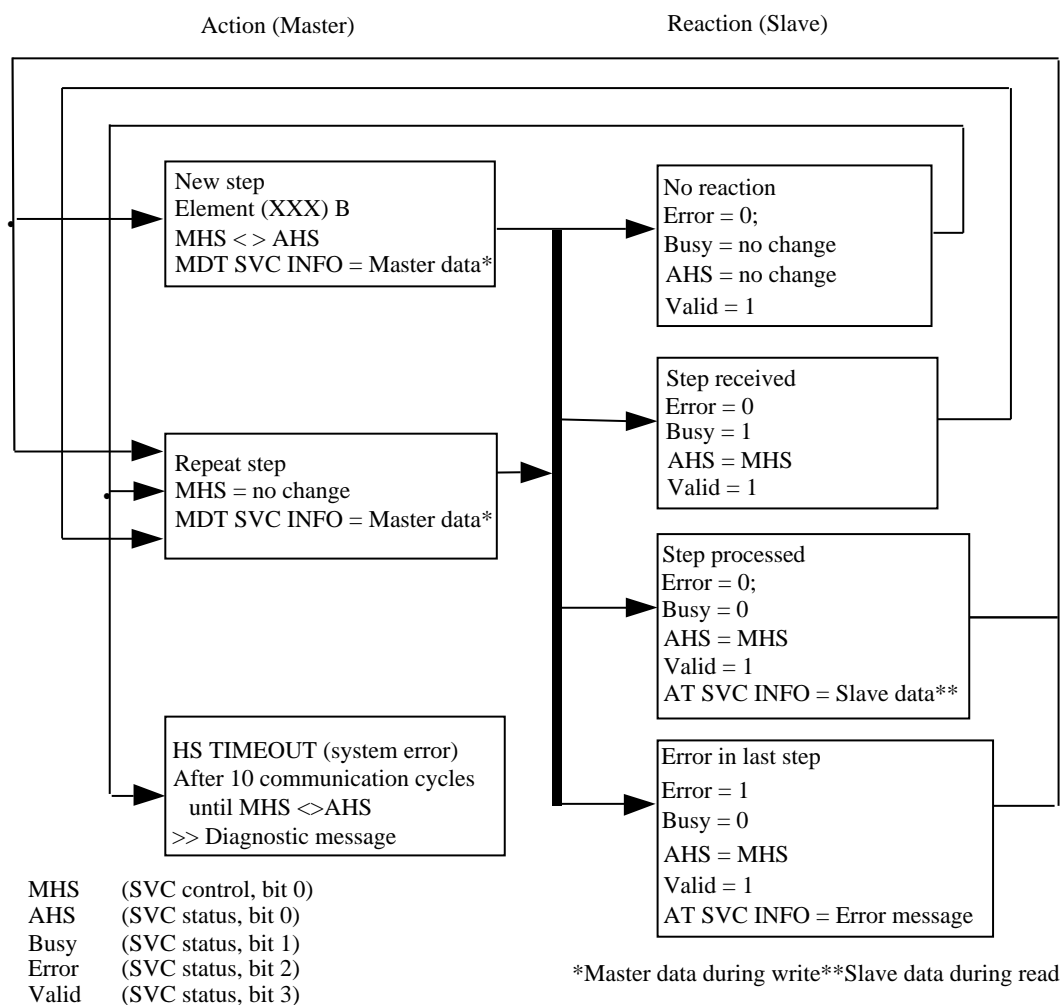 Action (Master)
Reaction (Slave)
New step
Element (XXX) B
MHS < > AHS
MDT SVC INFO = Master data*
No reaction
Error = 0;
Busy = no change
AHS = no change
Valid = 1
Step received
Error = 0
Busy = 1
AHS = MHS
Valid = 1
Repeat step
MHS = no change
MDT SVC INFO = Master data*
Step processed
Error = 0;
Busy = 0
AHS = MHS
Valid = 1
AT SVC INFO = Slave data**
HS TIMEOUT (system error)
After 10 communication cycles
until MHS <>AHS
>> Diagnostic message
Error in last step
Error = 1
Busy = 0
AHS = MHS
Valid = 1
AT SVC INFO = Error message
MHS (SVC control, bit 0)
AHS (SVC status, bit 0)
Busy (SVC status, bit 1)
Error (SVC status, bit 2)
Valid (SVC status, bit 3)
*Master data during write**Slave data during read